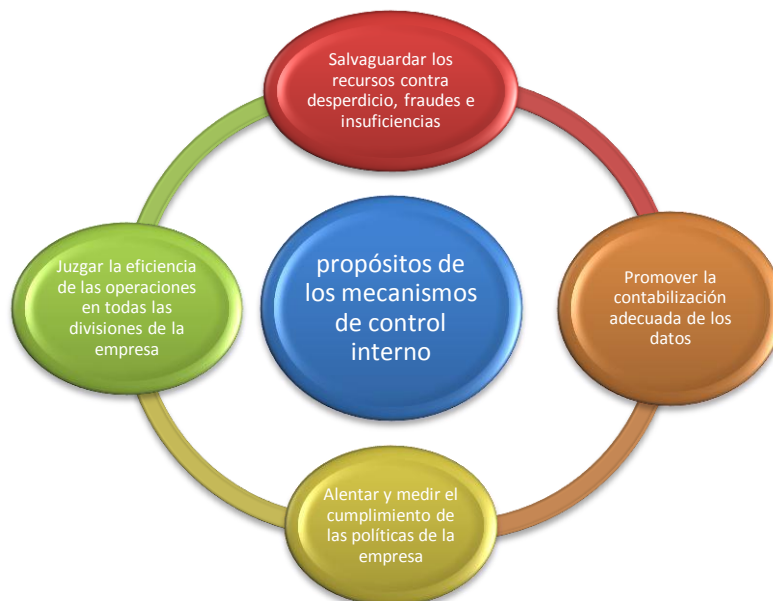 Salvaguardar los
recursos contra
desperdicio, fraudes e
insuficiencias
Juzgar la eficiencia
de las operaciones
en todas las
divisiones de la
empresa
propósitos de
los mecanismos
de control
interno
Promover la
contabilización
adecuada de los
datos
Alentar y medir el
cumplimiento de
las políticas de la
empresa